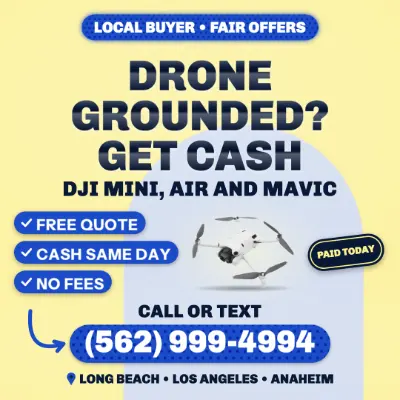 LOCAL BUYER • FAIR OFFERS
DRONE
GROUNDED?
GET CASH
DJI MINI, AIR AND MAVIC
✓ FREE QUOTE
✓ CASH SAME DAY
✓ NO FEES
PAID TODAY
CALL OR TEXT
(562) 999-4994
LONG BEACH • LOS ANGELES • ANAHEIM